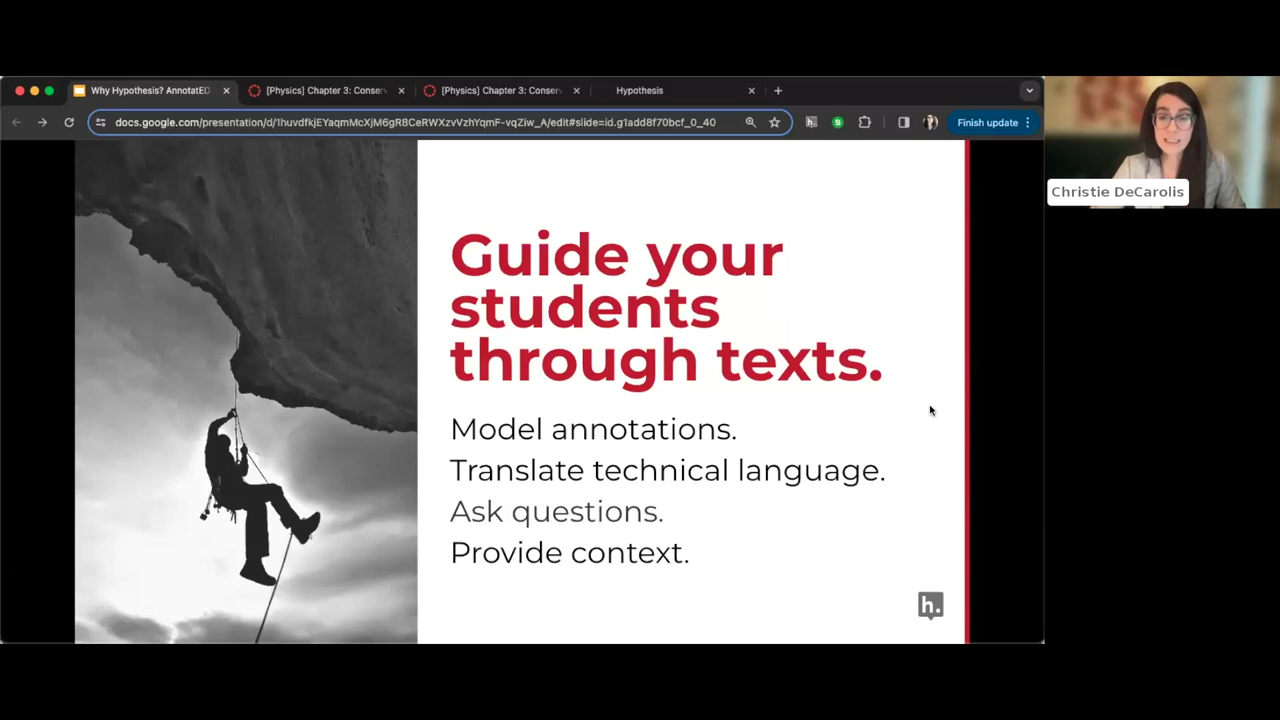 Why Hypothesis? AnnotatED
[Physics] Chapter 3: Conser
[Physics] Chapter 3: Conser
Hypothesis
docs.google.com/presentation/d/1huvdfkjEYaqmMcXjM6gR8CeRWXzvVzhYqmF-vqZiw_A/edit#slide=id.g1add8f70bcf_0_40
Finish update
Christie DeCarolis
Guide your
students
through texts.
Model annotations.
Translate technical language.
Ask questions.
Provide context.
h.